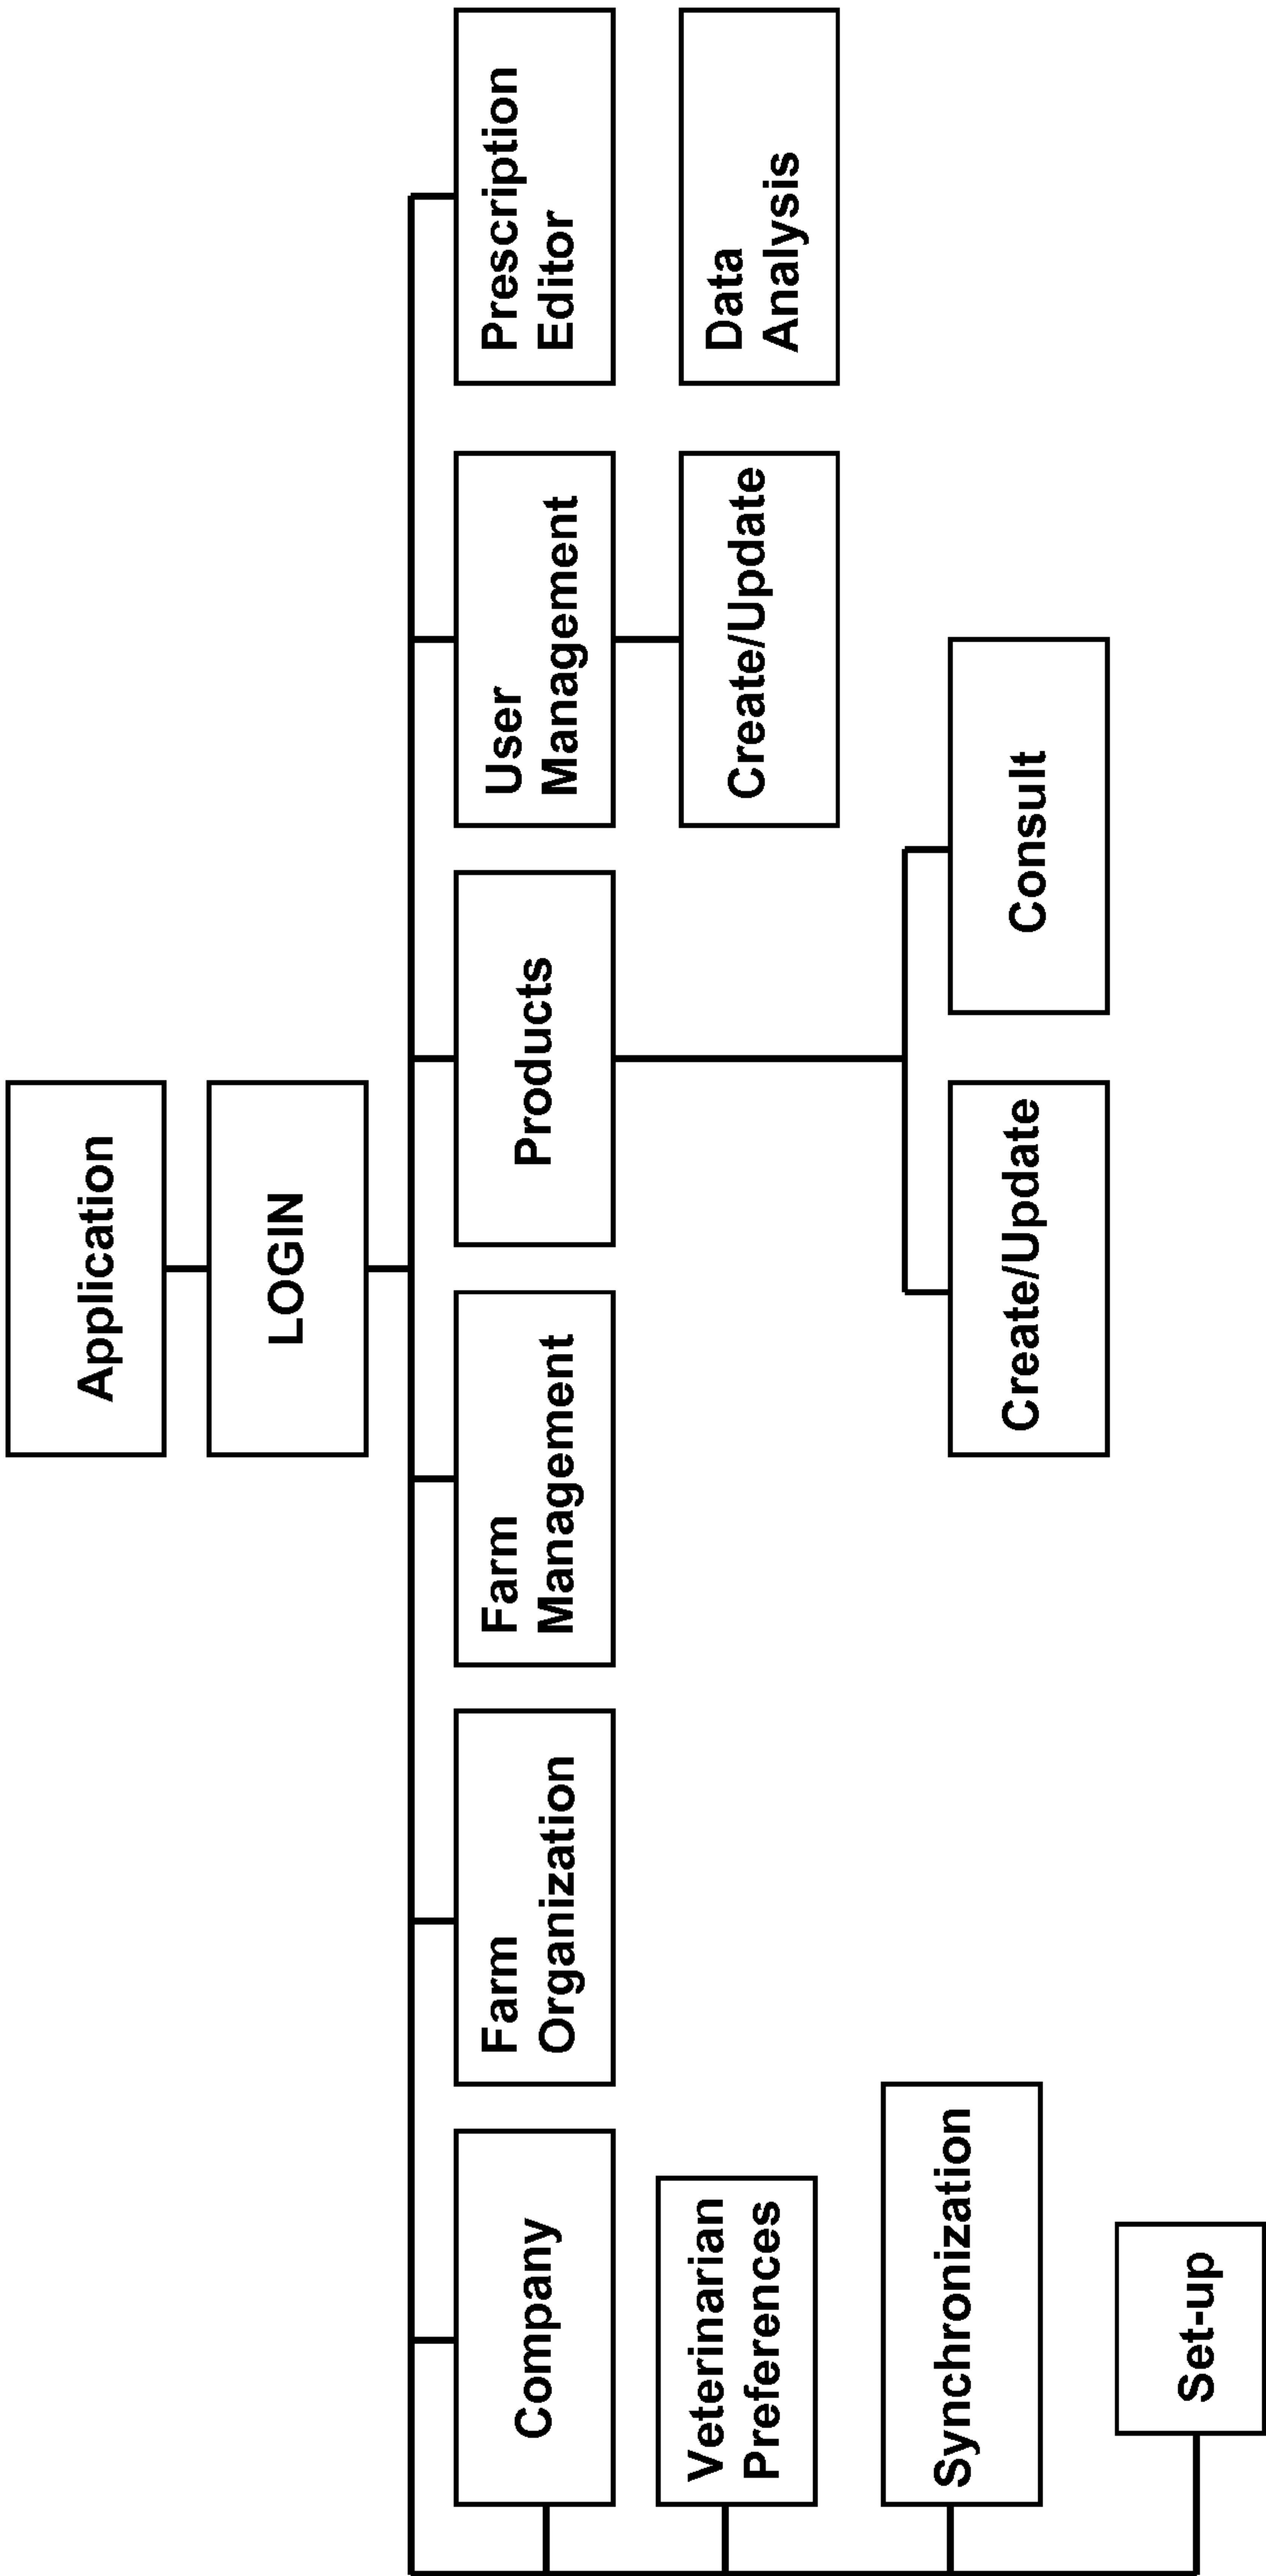 Application
LOGIN
Company
Farm
Organization
Farm
Management
Products
User
Management
Prescription
Editor
Veterinarian
Preferences
Create/Update
Data
Analysis
Synchronization
Create/Update
Consult
Set-up